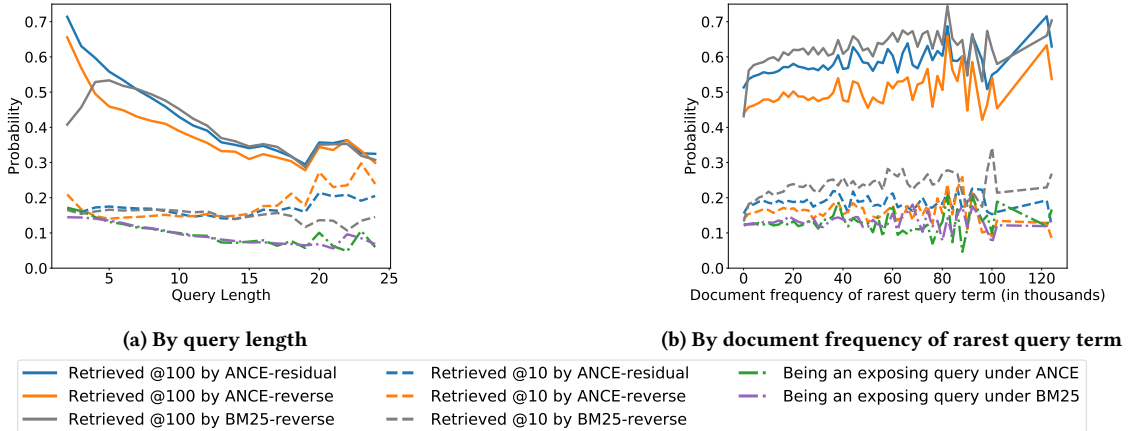 0.7
0.6
0.5
0.4
0.3
0.2
0.1
0.0
Probability
5 10 15 20 25
Query Length
(a) By query length
0.7
0.6
0.5
0.4
0.3
0.2
0.1
0.0
Probability
0 20 40 60 80 100 120
Document frequency of rarest query term (in thousands)
(b) By document frequency of rarest query term
Retrieved @100 by ANCE-residual
Retrieved @100 by ANCE-reverse
Retrieved @100 by BM25-reverse
Retrieved @10 by ANCE-residual
Retrieved @10 by ANCE-reverse
Retrieved @10 by BM25-reverse
Being an exposing query under ANCE
Being an exposing query under BM25